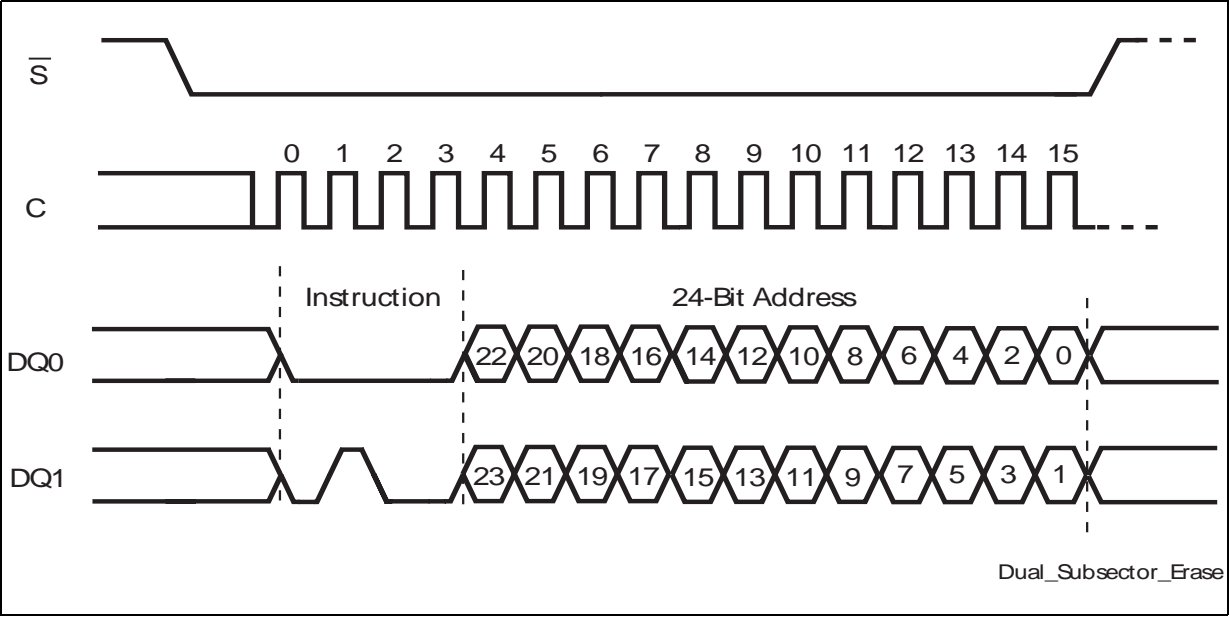 S̅
0 1 2 3 4 5 6 7 8 9 10 11 12 13 14 15
C
Instruction 24-Bit Address
DQ0 22 20 18 16 14 12 10 8 6 4 2 0
DQ1 23 21 19 17 15 13 11 9 7 5 3 1
Dual_Subsector_Erase